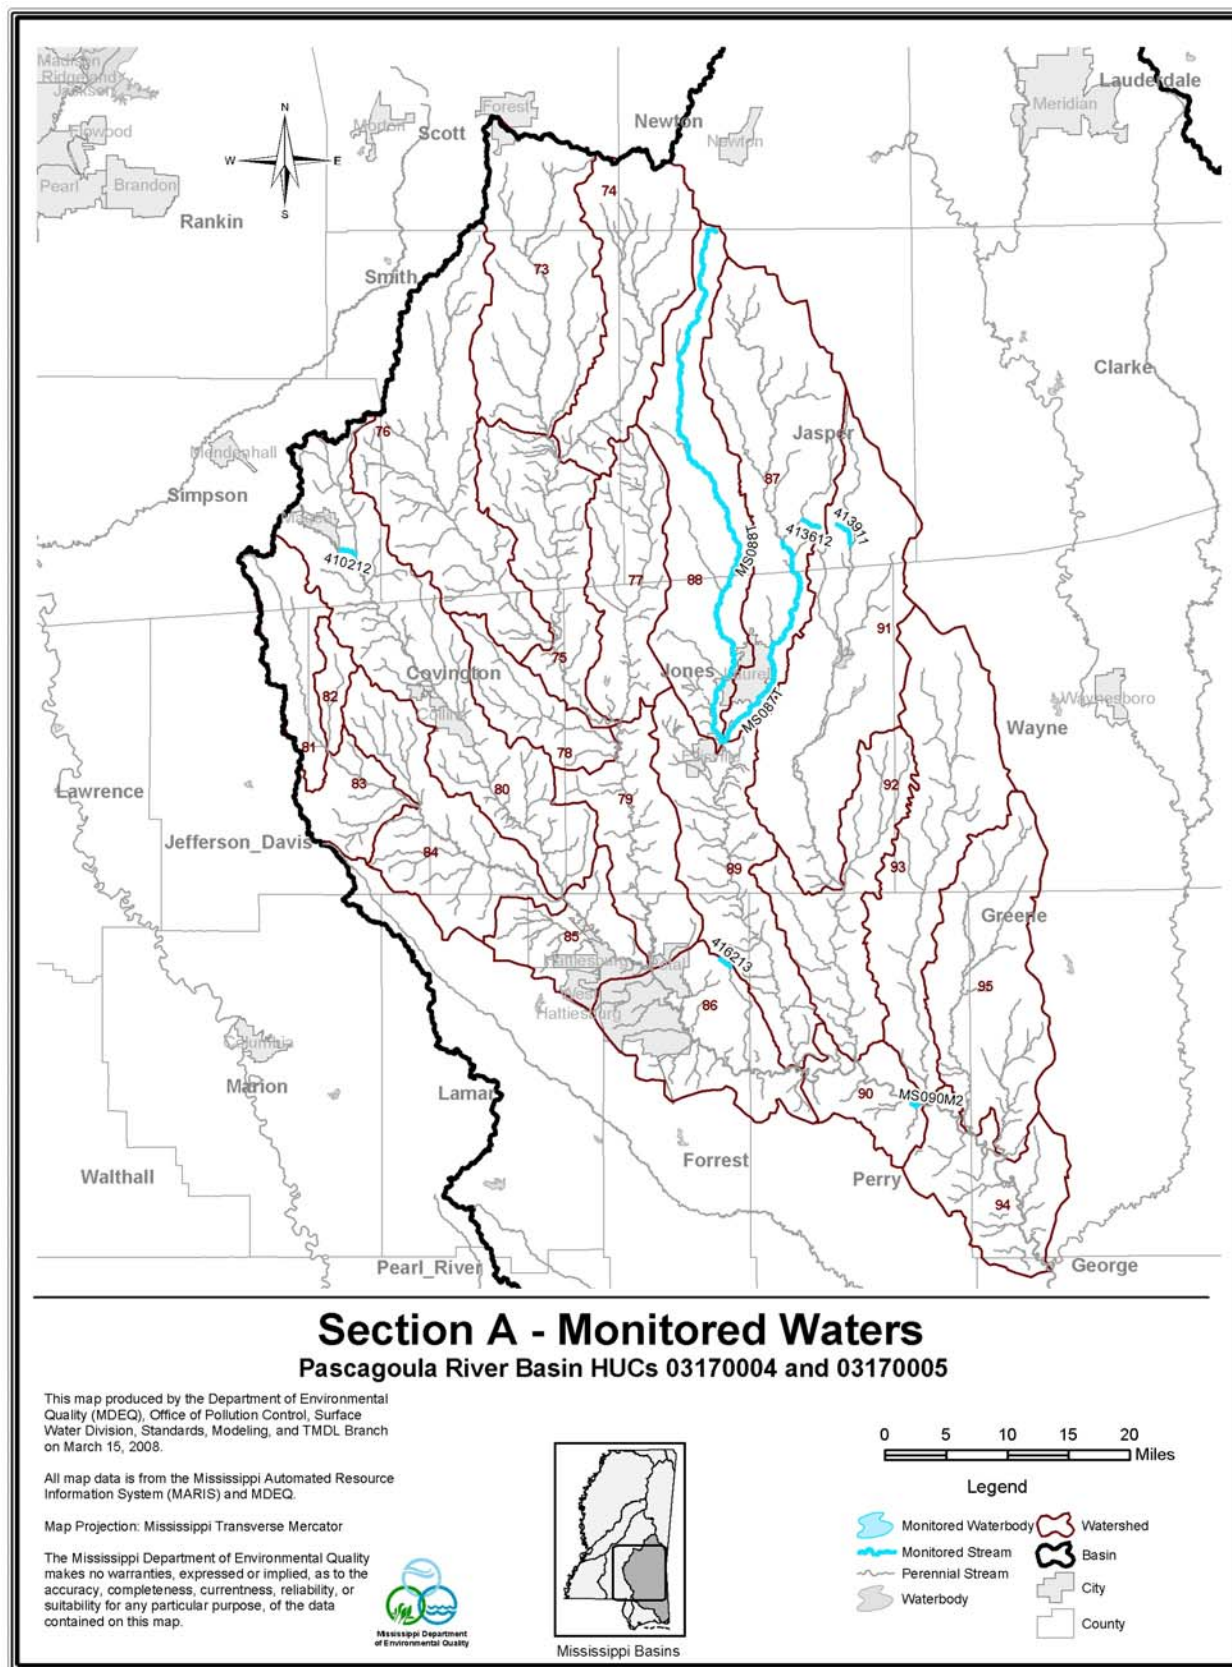 Madison
Ridgeland
Jackson
Flowood
Pearl
Brandon
Rankin
N
W
E
S
Morton
Scott
Forest
Newton
Newton
Meridian
Lauderdale
74
73
Smith
Clarke
Jasper
76
Mendenhall
Simpson
Magee
410212
87
413612
413911
MS088T
77
88
91
75
Jones
Laurel
MS087T
Covington
Collins
82
81
83
78
80
79
Ellisville
Waynesboro
Wayne
92
93
Lawrence
Jefferson_Davis
84
89
Greene
85
Hattiesburg
Petal
West
Hattiesburg
416213
86
95
Columbia
Marion
Lamar
90
MS090M2
Walthall
Forrest
Perry
94
Pearl_River
George
Section A - Monitored Waters
Pascagoula River Basin HUCs 03170004 and 03170005
This map produced by the Department of Environmental
Quality (MDEQ), Office of Pollution Control, Surface
Water Division, Standards, Modeling, and TMDL Branch
on March 15, 2008.
All map data is from the Mississippi Automated Resource
Information System (MARIS) and MDEQ.
Map Projection: Mississippi Transverse Mercator
The Mississippi Department of Environmental Quality
makes no warranties, expressed or implied, as to the
accuracy, completeness, currentness, reliability, or
suitability for any particular purpose, of the data
contained on this map.
Mississippi Department
of Environmental Quality
Mississippi Basins
0 5 10 15 20
Miles
Legend
Monitored Waterbody
Monitored Stream
Perennial Stream
Waterbody
Watershed
Basin
City
County